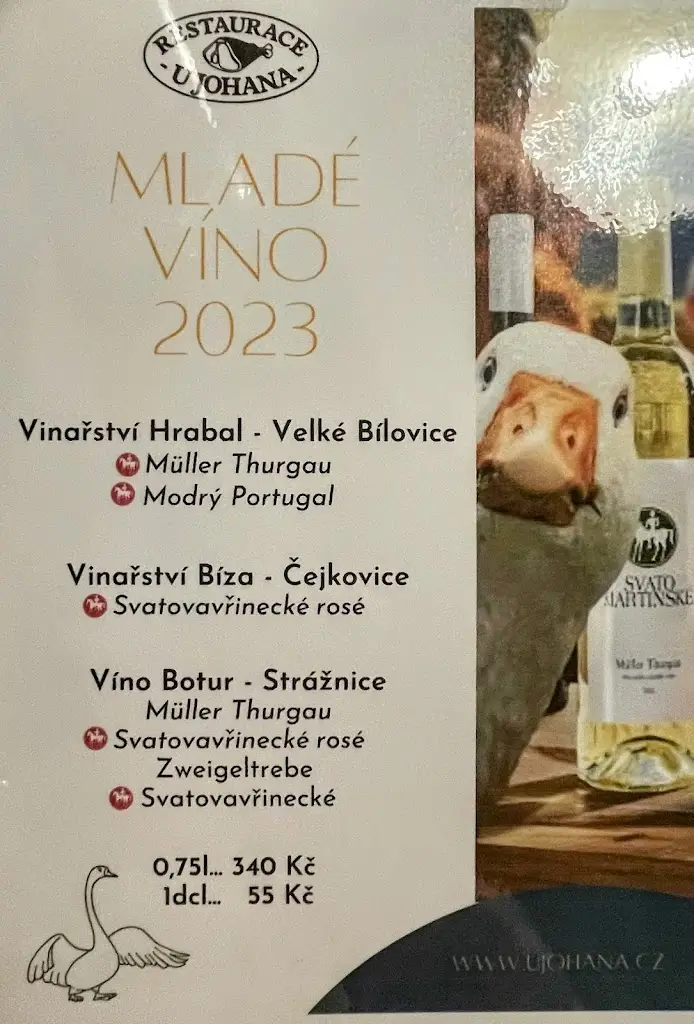 RESTAURACE
- U JOHANA -
MLADÉ
VÍNO
2023
Vinařství Hrabal - Velké Bílovice
Müller Thurgau
Modrý Portugal
Vinařství Bíza - Čejkovice
Svatovavřinecké rosé
Víno Botur - Strážnice
Müller Thurgau
Svatovavřinecké rosé
Zweigeltrebe
Svatovavřinecké
0,75l... 340 Kč
1dcl... 55 Kč
SVATO
MARTINSKÉ
Müller Thurgau
WWW.UJOHANA.CZ